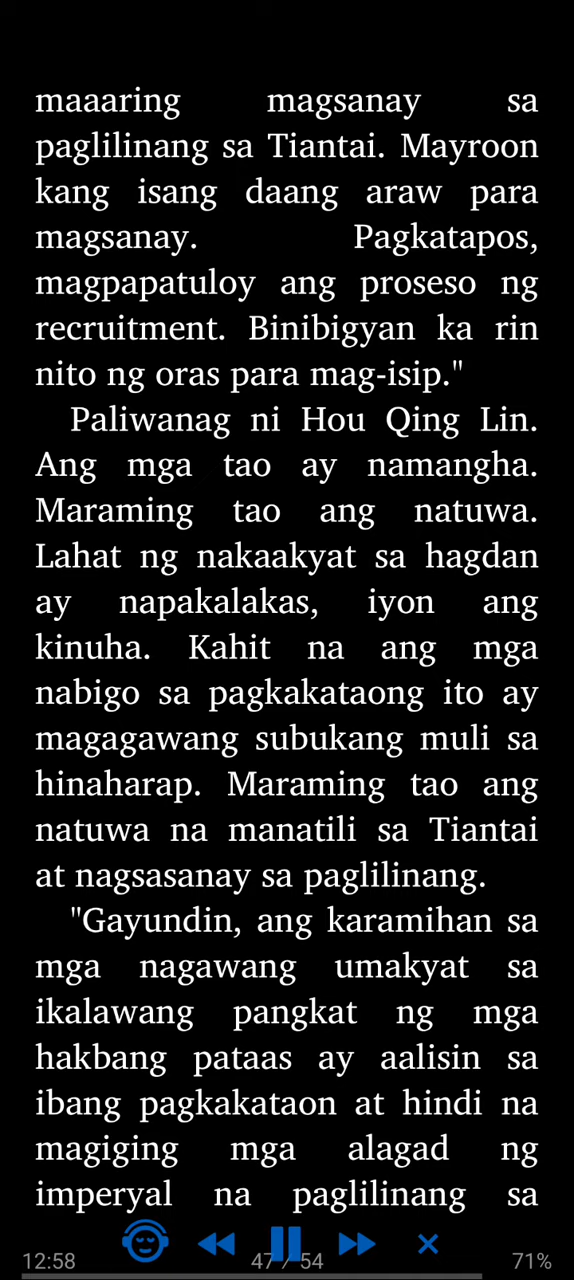 maaaring magsanay sa
paglilinang sa Tiantai. Mayroon
kang isang daang araw para
magsanay. Pagkatapos,
magpapatuloy ang proseso ng
recruitment. Binibigyan ka rin
nito ng oras para mag-isip."
Paliwanag ni Hou Qing Lin.
Ang mga tao ay namangha.
Maraming tao ang natuwa.
Lahat ng nakaakyat sa hagdan
ay napakalakas, iyon ang
kinuha. Kahit na ang mga
nabigo sa pagkakataong ito ay
magagawang subukang muli sa
hinaharap. Maraming tao ang
natuwa na manatili sa Tiantai
at nagsasanay sa paglilinang.
"Gayundin, ang karamihan sa
mga nagawang umakyat sa
ikalawang pangkat ng mga
hakbang pataas ay aalisin sa
ibang pagkakataon at hindi na
magiging mga alagad ng
imperyal na paglilinang sa
12:58 47 / 54 71%